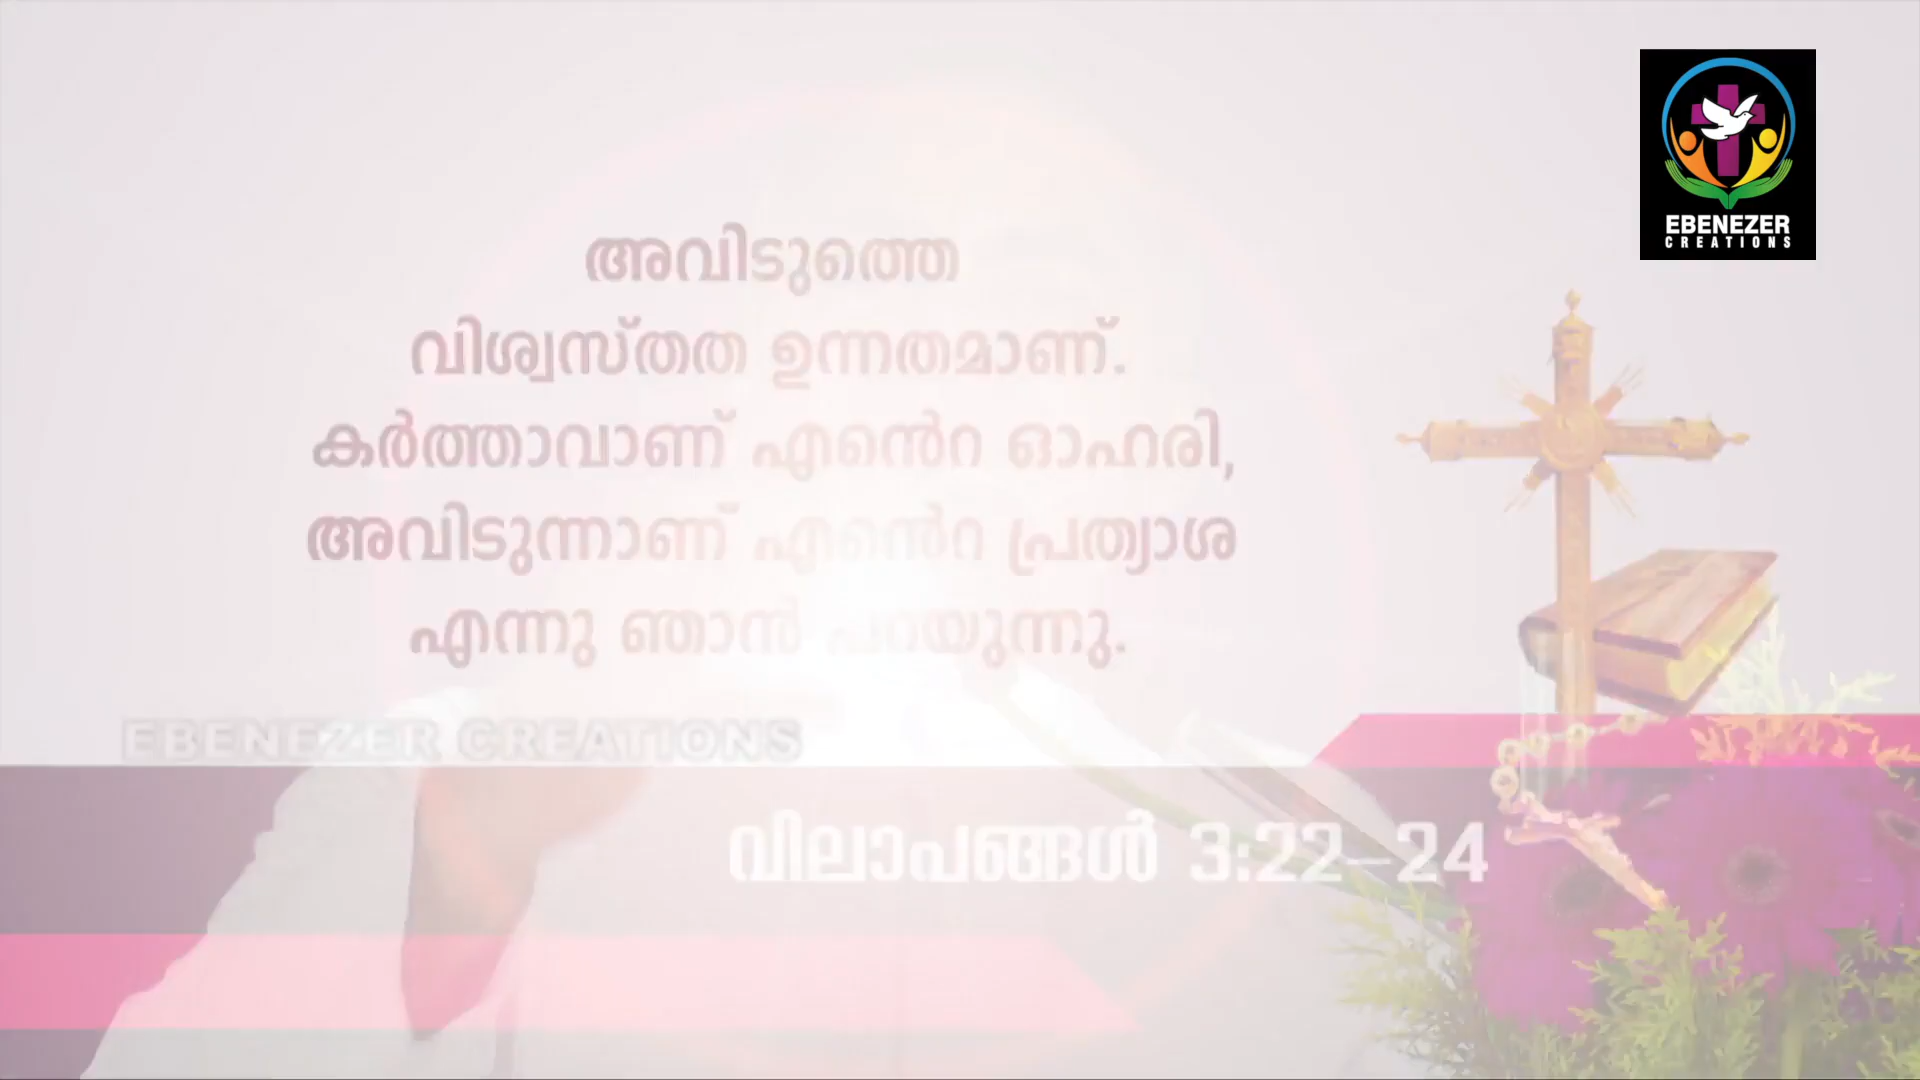 EBENEZER
CREATIONS
അവിടുത്തെ
വിശ്വസ്തത ഉന്നതമാണ്.
കർത്താവാണ് എൻെറ ഓഹരി,
അവിടുന്നാണ് എൻെറ പ്രത്യാശ
എന്നു ഞാൻ പറയുന്നു.
EBENEZER CREATIONS
വിലാപങ്ങൾ 3:22-24